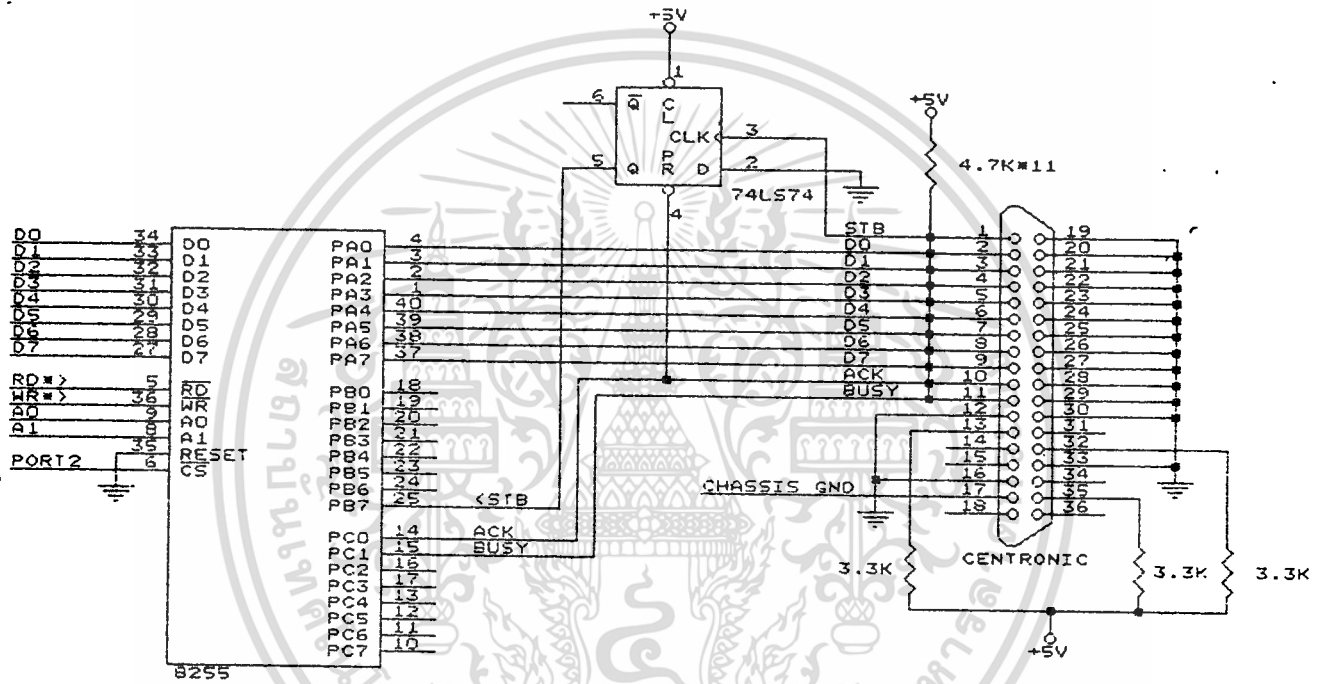 +5V
1
6 Q C
L
CLK 3
5 Q P
R D 2
74LS74
4
+5V
4.7K*11
D0 34 D0
D1 33 D1
D2 32 D2
D3 31 D3
D4 30 D4
D5 29 D5
D6 28 D6
D7 27 D7
RD*> 5 RD
WR*> 36 WR
A0 9 A0
A1 8 A1
35 RESET
PORT2 6 CS
8255
PA0 4
PA1 3
PA2 2
PA3 1
PA4 40
PA5 39
PA6 38
PA7 37
PB0 18
PB1 19
PB2 20
PB3 21
PB4 22
PB5 23
PB6 24
PB7 25 <STB
PC0 14 ACK
PC1 15 BUSY
PC2 16
PC3 17
PC4 13
PC5 12
PC6 11
PC7 10
STB 1 19
D0 2 20
D1 3 21
D2 4 22
D3 5 23
D4 6 24
D5 7 25
D6 8 26
D7 9 27
ACK 10 28
BUSY 11 29
12 30
13 31
14 32
15 33
16 34
CHASSIS GND 17 35
18 36
CENTRONIC
3.3K
3.3K
3.3K
+5V